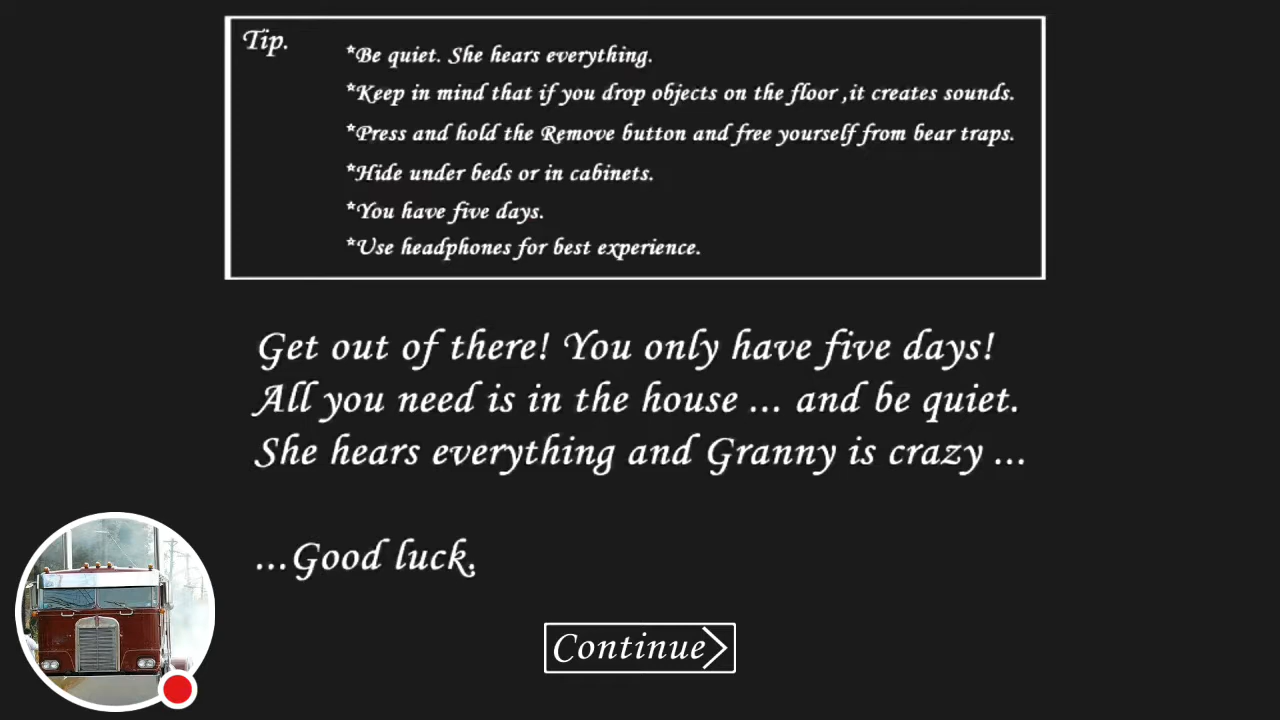 Tip.
*Be quiet. She hears everything.
*Keep in mind that if you drop objects on the floor ,it creates sounds.
*Press and hold the Remove button and free yourself from bear traps.
*Hide under beds or in cabinets.
*You have five days.
*Use headphones for best experience.
Get out of there! You only have five days!
All you need is in the house ... and be quiet.
She hears everything and Granny is crazy ...
...Good luck.
Continue